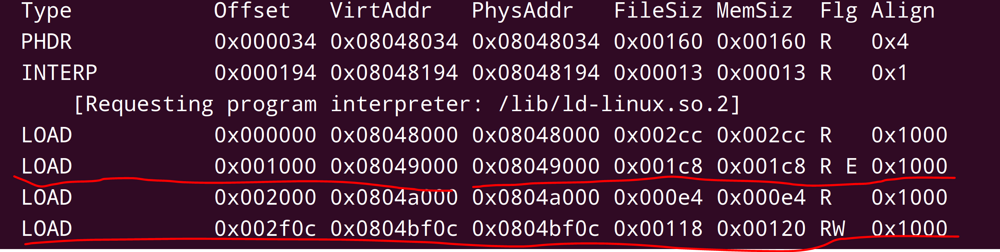 Type Offset VirtAddr PhysAddr FileSiz MemSiz Flg Align
PHDR 0x000034 0x08048034 0x08048034 0x00160 0x00160 R 0x4
INTERP 0x000194 0x08048194 0x08048194 0x00013 0x00013 R 0x1
[Requesting program interpreter: /lib/ld-linux.so.2]
LOAD 0x000000 0x08048000 0x08048000 0x002cc 0x002cc R 0x1000
LOAD 0x001000 0x08049000 0x08049000 0x001c8 0x001c8 R E 0x1000
LOAD 0x002000 0x0804a000 0x0804a000 0x000e4 0x000e4 R 0x1000
LOAD 0x002f0c 0x0804bf0c 0x0804bf0c 0x00118 0x00120 RW 0x1000